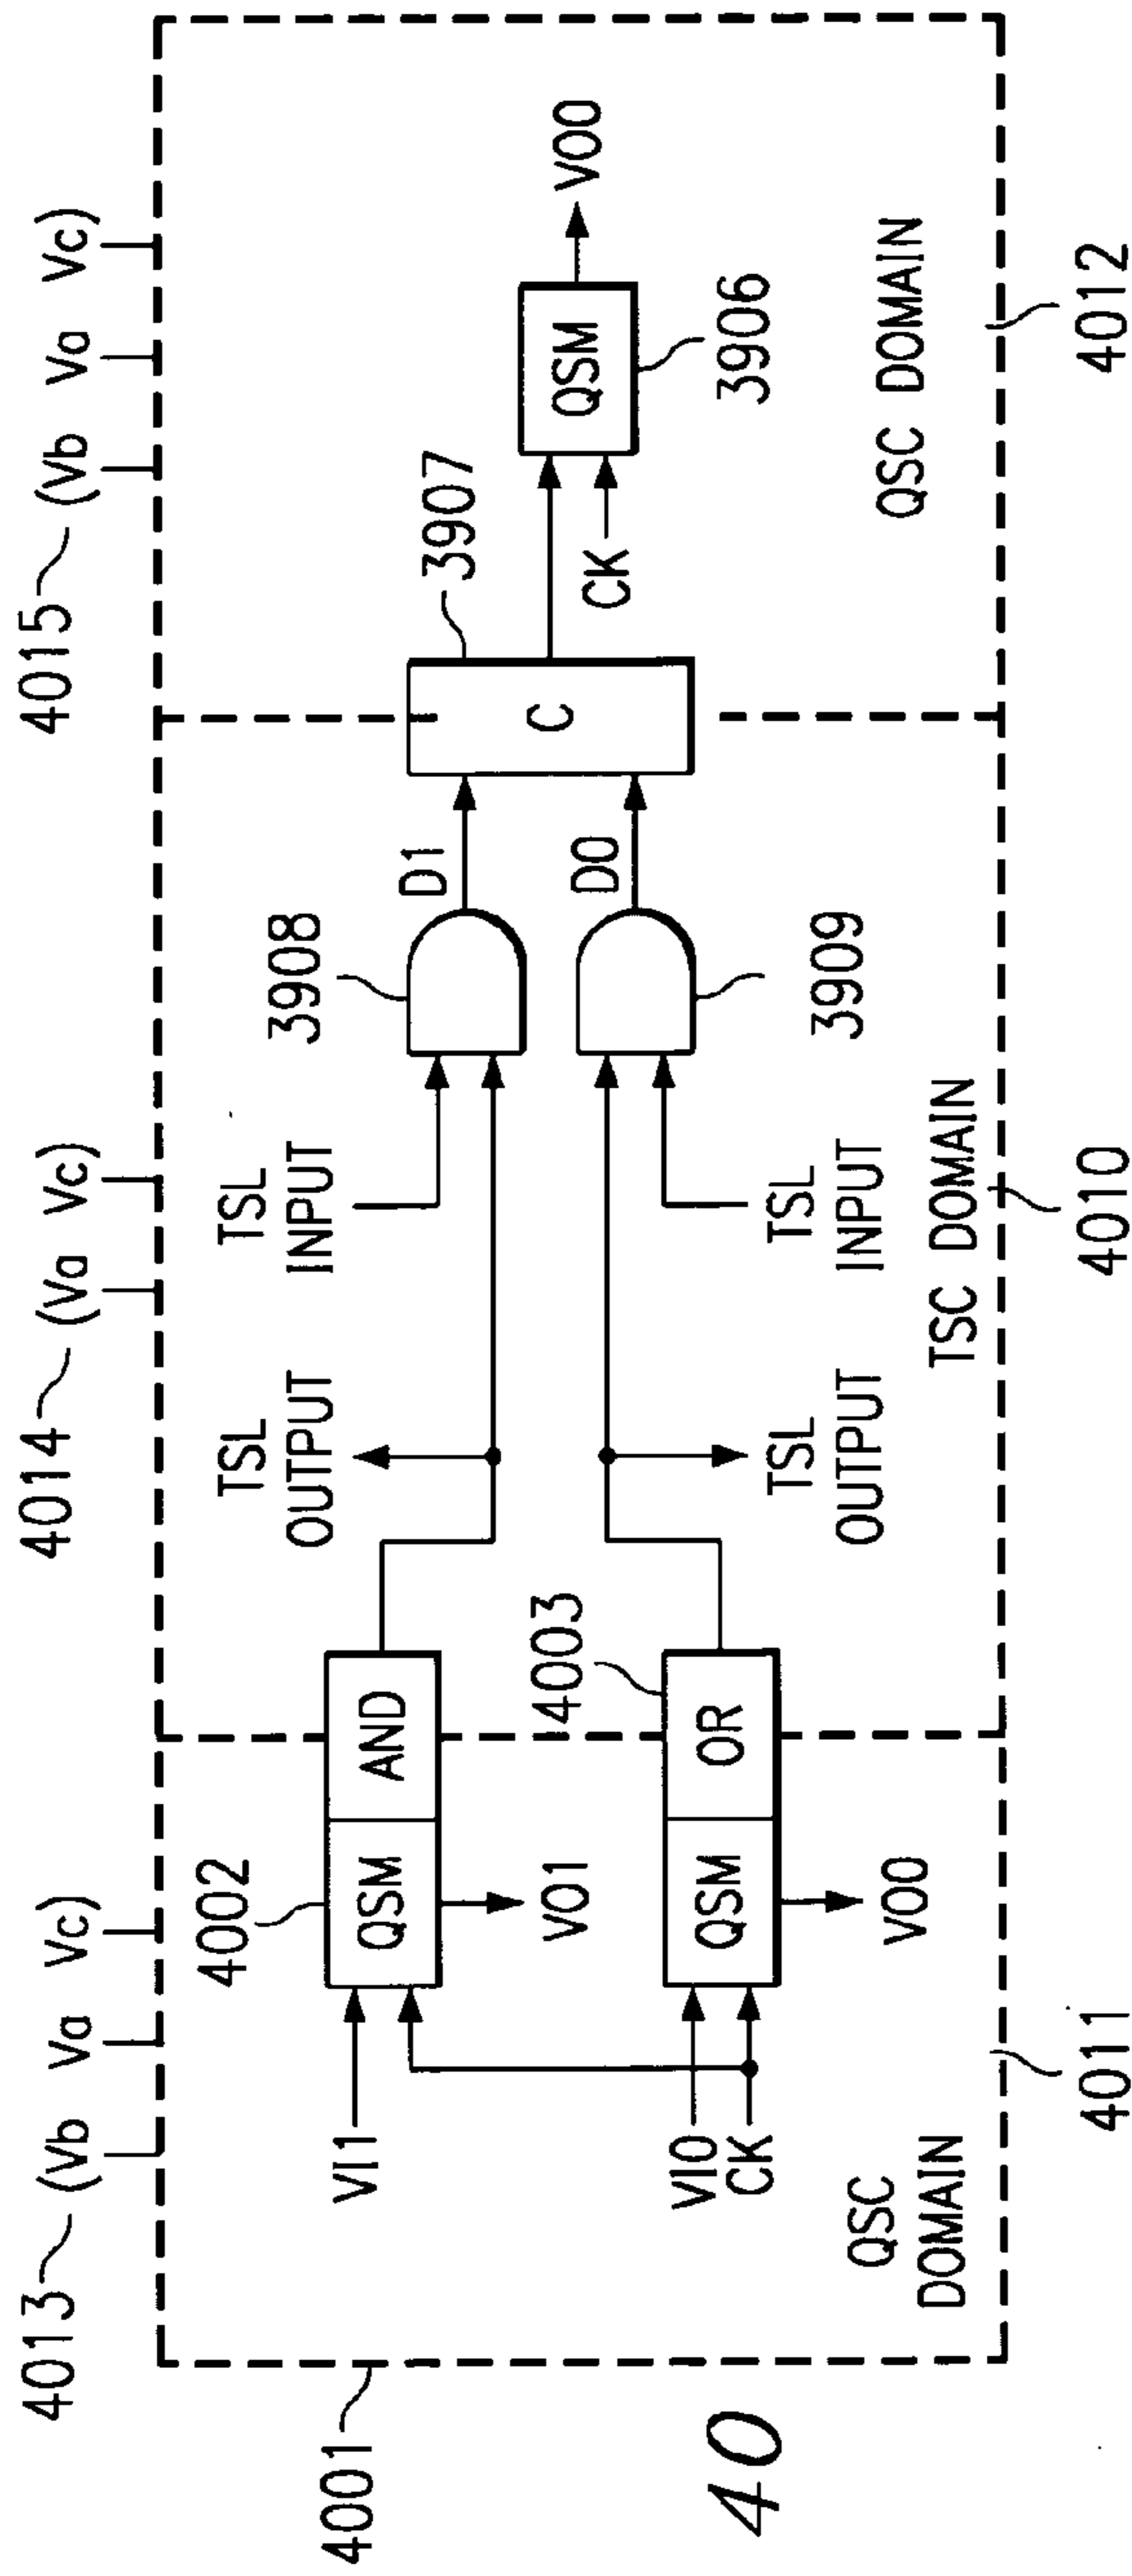 4013 (Vb Va Vc)
4014 (Va Vc)
4015 (Vb Va Vc)
4001
4002
VI1
QSM AND
VO1
4003
VI0
CK
QSM OR
VO0
QSC
DOMAIN
4011
TSL
OUTPUT
TSL
INPUT
3908
D1
TSL
OUTPUT
TSL
INPUT
3909
D0
TSC DOMAIN
4010
C
3907
CK
QSM
3906
VO0
QSC DOMAIN
4012
40